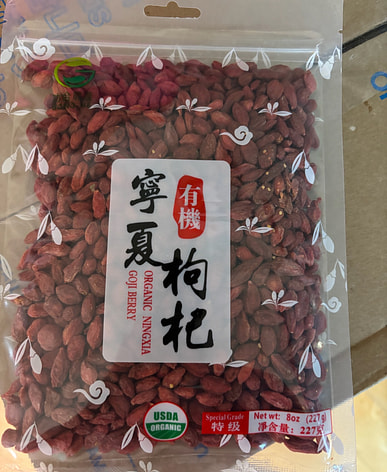 有機
寧夏
枸杞
ORGANIC NINGXIA
GOJI BERRY
USDA
ORGANIC
Special Grade
特级
Net wt: 8oz (227g)
净含量: 227克